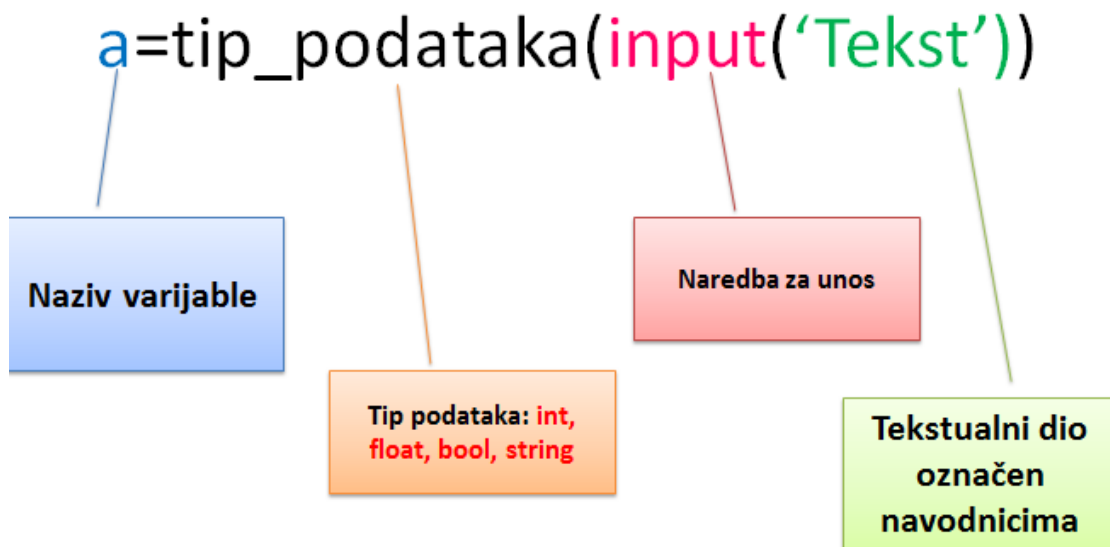 a=tip_podataka(input(‘Tekst’))
Naziv varijable
Naredba za unos
Tip podataka: int,
float, bool, string
Tekstualni dio
označen
navodnicima